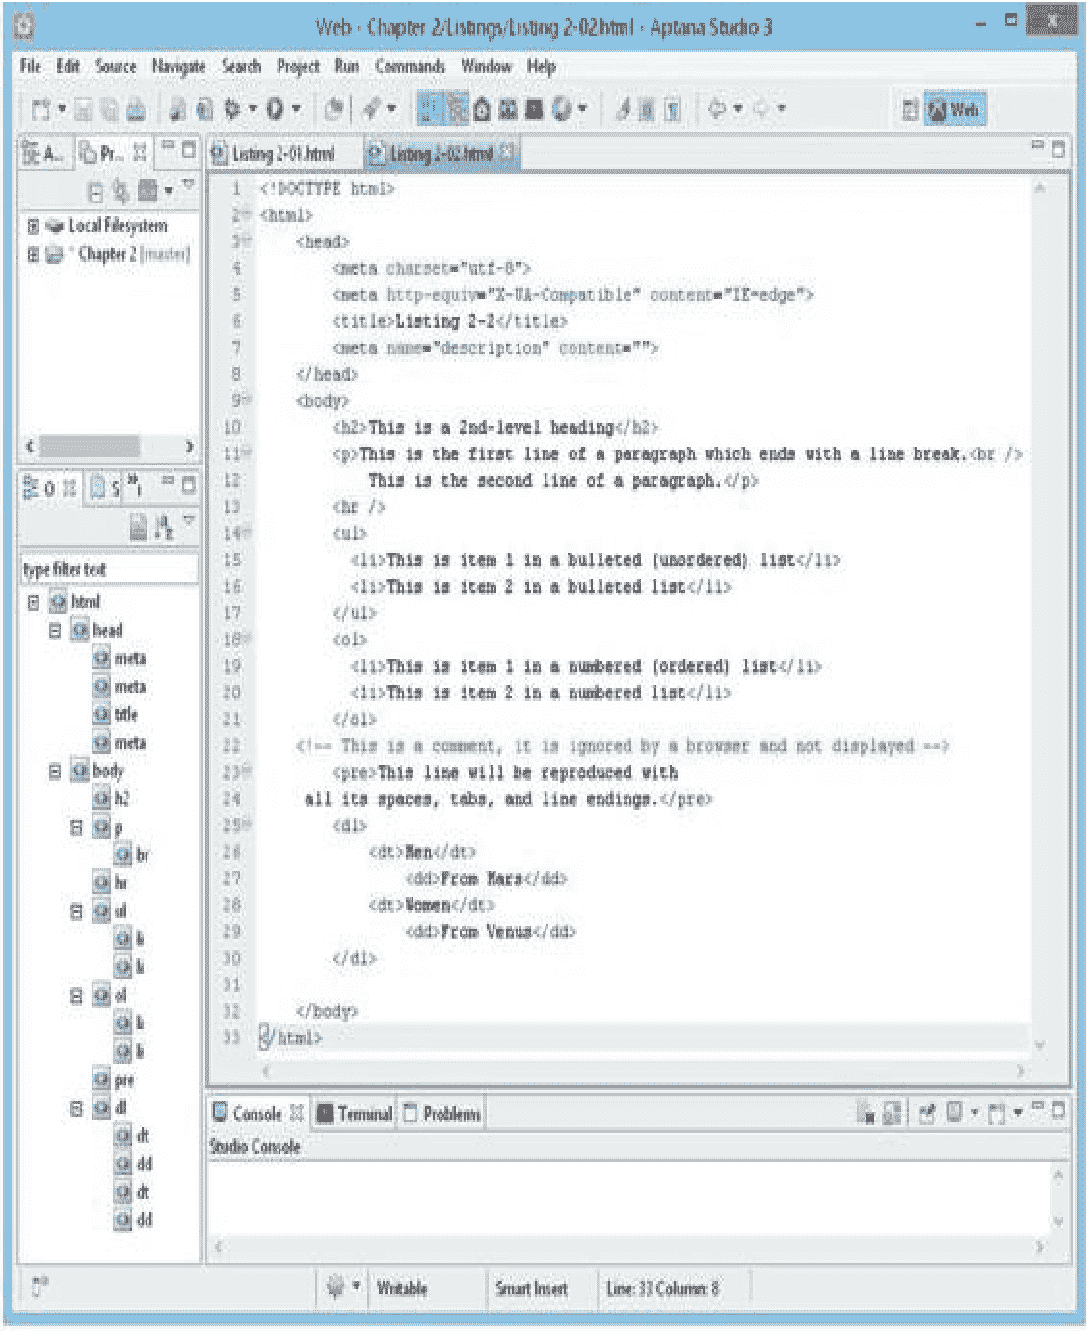 Web - Chapter 2/Listings/Listing 2-02.html - Aptana Studio 3
File Edit Source Navigate Search Project Run Commands Window Help
Web
A... Pr...
Listing 2-01.html Listing 2-02.html
Local Filesystem
Chapter 2 [master]
1 <!DOCTYPE html>
2 <html>
3 <head>
4 <meta charset="utf-8">
5 <meta http-equiv="X-UA-Compatible" content="IE=edge">
6 <title>Listing 2-2</title>
7 <meta name="description" content="">
8 </head>
9 <body>
10 <h2>This is a 2nd-level heading</h2>
11 <p>This is the first line of a paragraph which ends with a line break.<br />
12 This is the second line of a paragraph.</p>
13 <hr />
14 <ul>
15 <li>This is item 1 in a bulleted (unordered) list</li>
16 <li>This is item 2 in a bulleted list</li>
17 </ul>
18 <ol>
19 <li>This is item 1 in a numbered (ordered) list</li>
20 <li>This is item 2 in a numbered list</li>
21 </ol>
22 <!-- This is a comment, it is ignored by a browser and not displayed -->
23 <pre>This line will be reproduced with
24 all its spaces, tabs, and line endings.</pre>
25 <dl>
26 <dt>Men</dt>
27 <dd>From Mars</dd>
28 <dt>Women</dt>
29 <dd>From Venus</dd>
30 </dl>
31
32 </body>
33 </html>
O S
type filter text
html
head
meta
meta
title
meta
body
h2
p
br
hr
ul
li
li
ol
li
li
pre
dl
dt
dd
dt
dd
Console Terminal Problems
Studio Console
Writable Smart Insert Line: 33 Column: 8